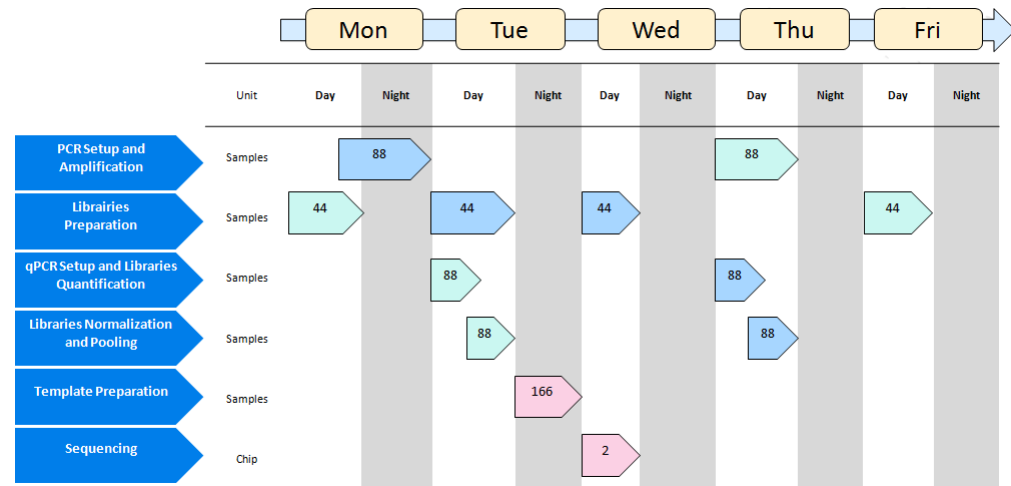 Mon Tue Wed Thu Fri
Unit Day Night Day Night Day Night Day Night Day Night
PCR Setup and
Amplification
Samples 88 88
Librairies
Preparation
Samples 44 44 44 44
qPCR Setup and Libraries
Quantification
Samples 88 88
Libraries Normalization
and Pooling
Samples 88 88
Template Preparation
Samples 166
Sequencing
Chip 2